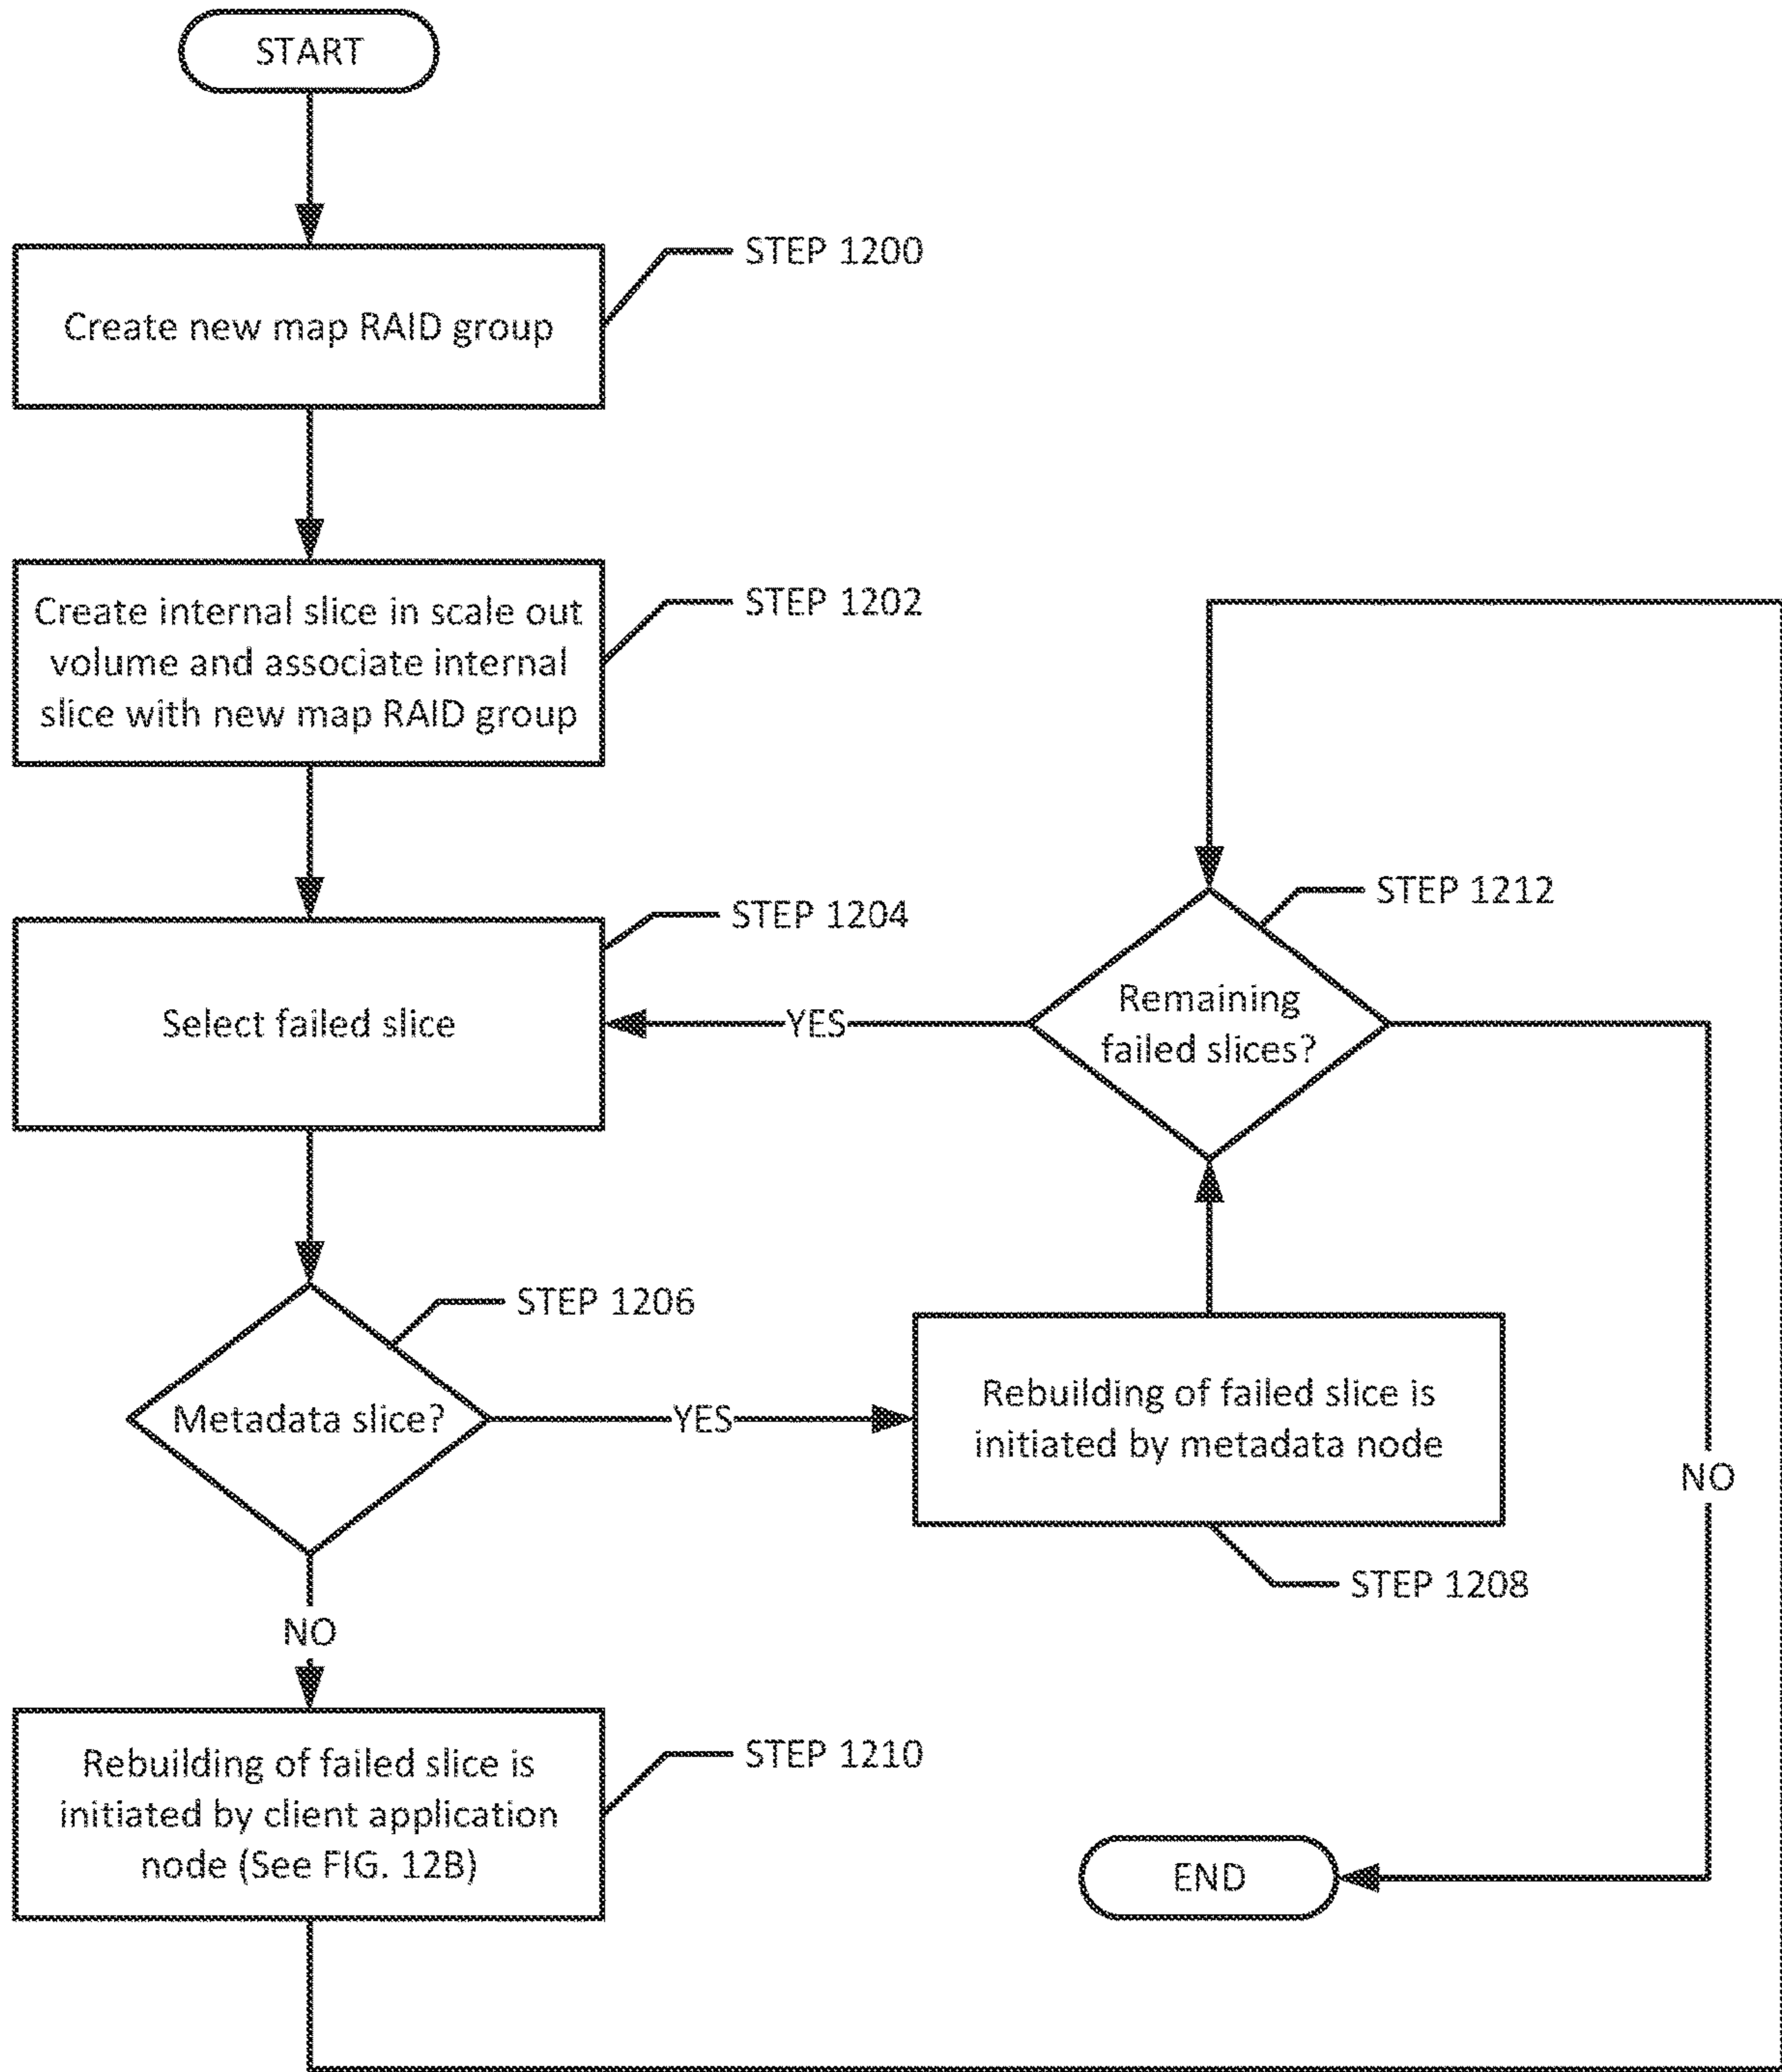 START
STEP 1200
Create new map RAID group
STEP 1202
Create internal slice in scale out
volume and associate internal
slice with new map RAID group
STEP 1204
Select failed slice
YES
STEP 1212
Remaining
failed slices?
STEP 1206
Metadata slice?
YES
Rebuilding of failed slice is
initiated by metadata node
STEP 1208
NO
NO
STEP 1210
Rebuilding of failed slice is
initiated by client application
node (See FIG. 12B)
END